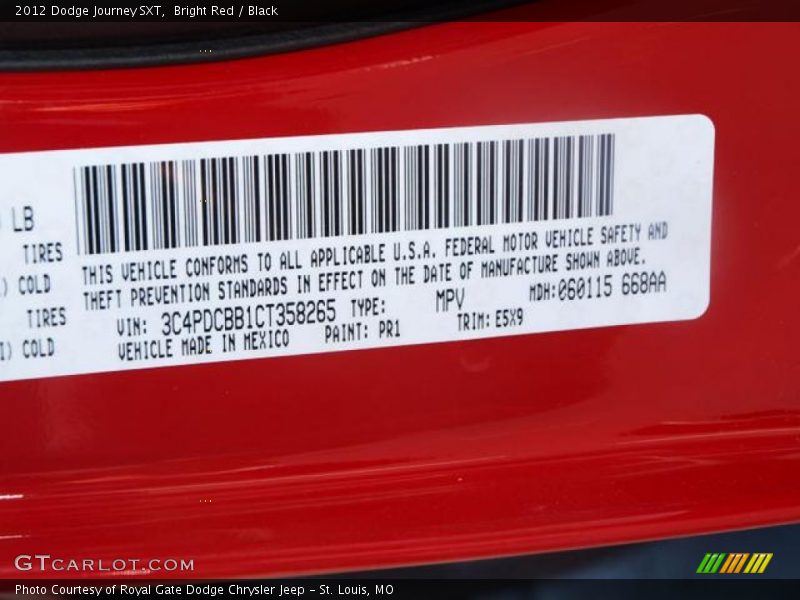 2012 Dodge Journey SXT, Bright Red / Black
LB
TIRES
COLD
TIRES
COLD
THIS VEHICLE CONFORMS TO ALL APPLICABLE U.S.A. FEDERAL MOTOR VEHICLE SAFETY AND
THEFT PREVENTION STANDARDS IN EFFECT ON THE DATE OF MANUFACTURE SHOWN ABOVE.
VIN: 3C4PDCBB1CT358265 TYPE: MPV MDH:060115 668AA
VEHICLE MADE IN MEXICO PAINT: PR1 TRIM: E5X9
GTCARLOT.COM
Photo Courtesy of Royal Gate Dodge Chrysler Jeep - St. Louis, MO